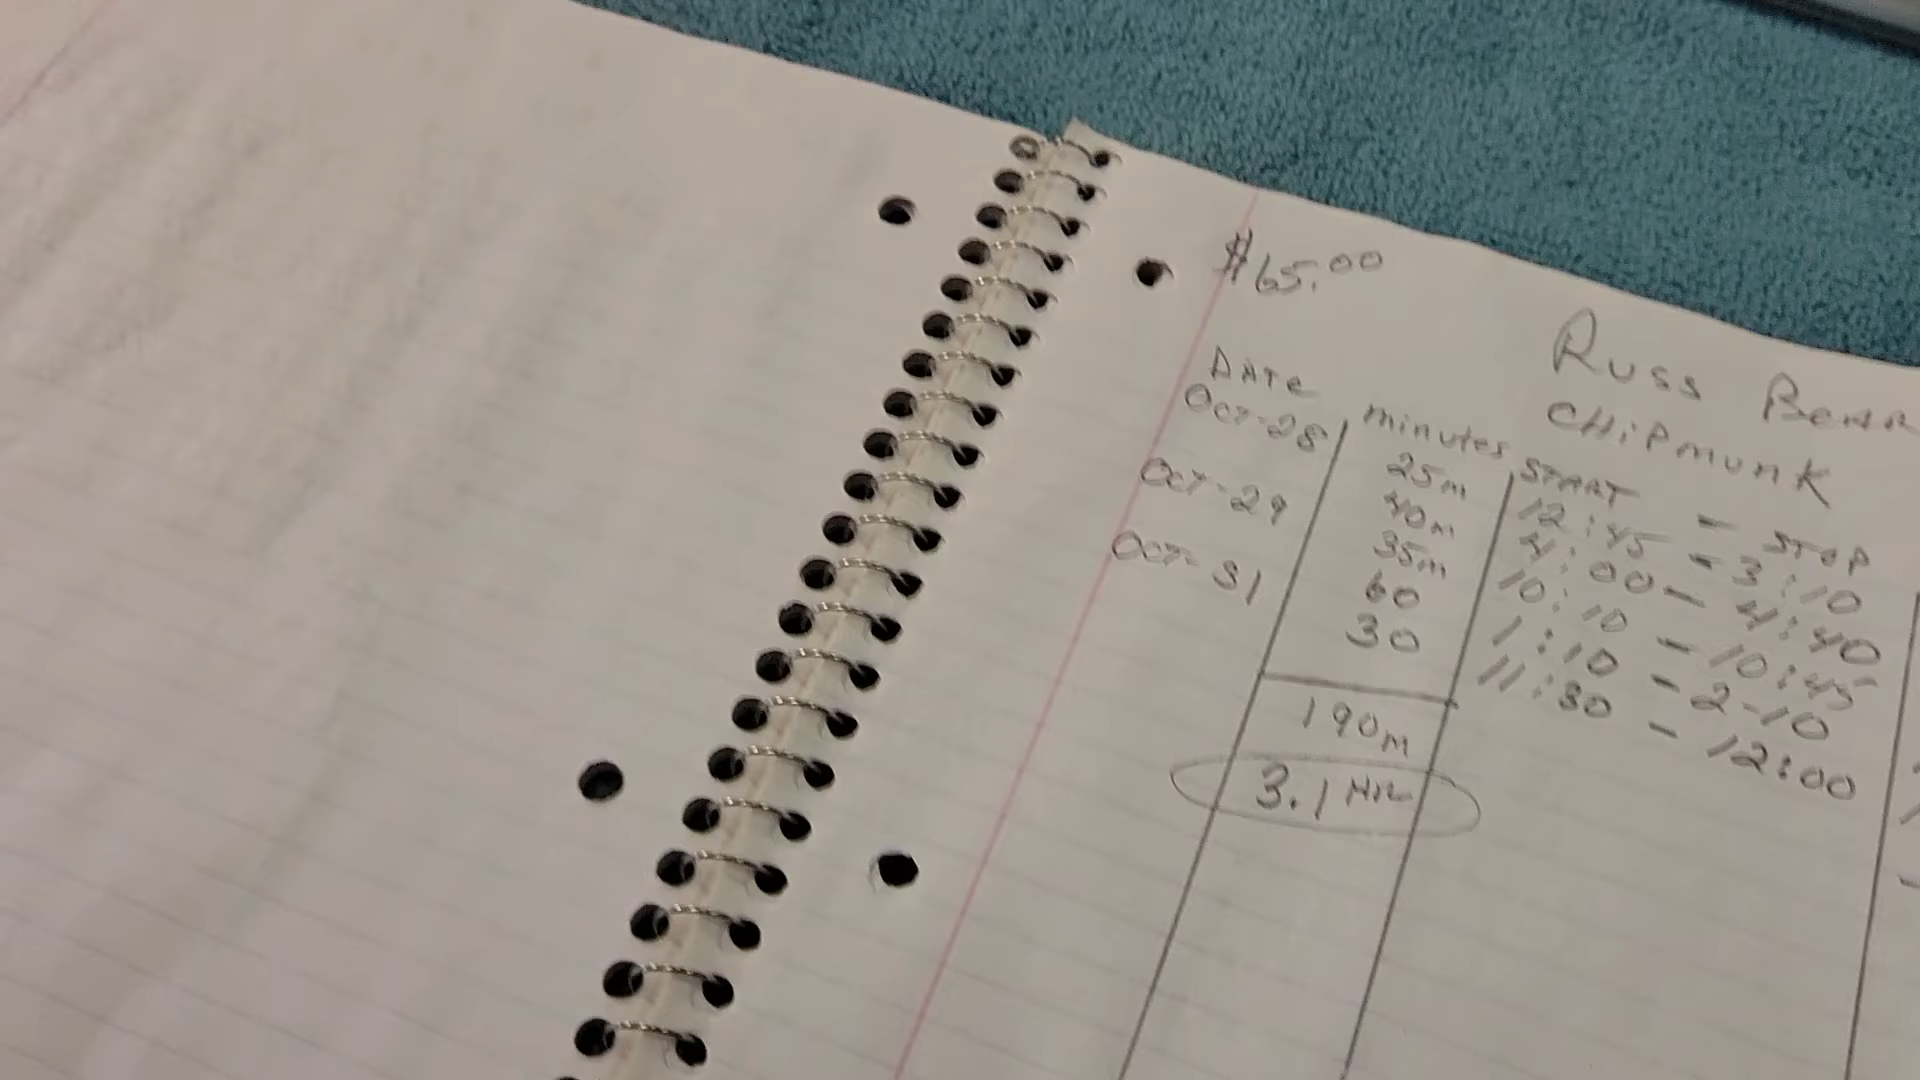 $65.00
Russ Bear
CHIPMUNK
DATE minutes START - STOP
Oct-28 25m 12:45 - 3:10
40m 4:00 - 4:40
Oct-29 35m 10:10 - 10:45
60 1:10 - 2-10
Oct-31 30 11:30 - 12:00
190m
3.1 HR